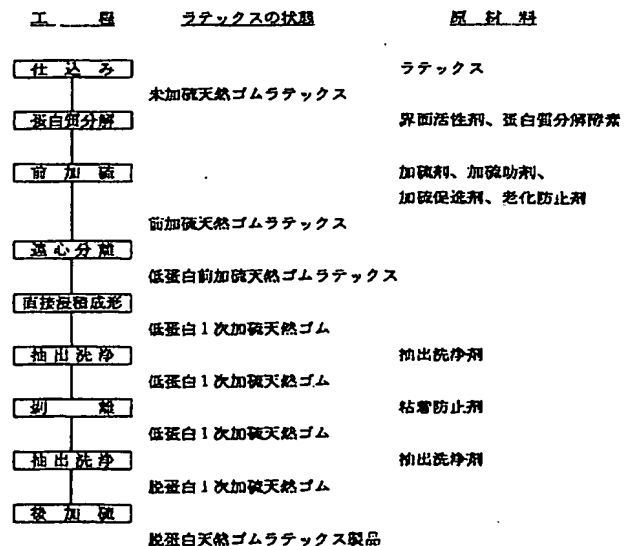 工 程 ラテックスの状態 原 材 料
仕 込 み ラテックス
未加硫天然ゴムラテックス
蛋白質分解 界面活性剤、蛋白質分解酵素
前 加 硫 加硫剤、加硫助剤、
加硫促進剤、老化防止剤
前加硫天然ゴムラテックス
遠 心 分 離
低蛋白前加硫天然ゴムラテックス
直接浸漬成形
低蛋白1次加硫天然ゴム
抽 出 洗 浄 抽出洗浄剤
低蛋白1次加硫天然ゴム
剥 離 粘着防止剤
低蛋白1次加硫天然ゴム
抽 出 洗 浄 抽出洗浄剤
脱蛋白1次加硫天然ゴム
後 加 硫
脱蛋白天然ゴムラテックス製品